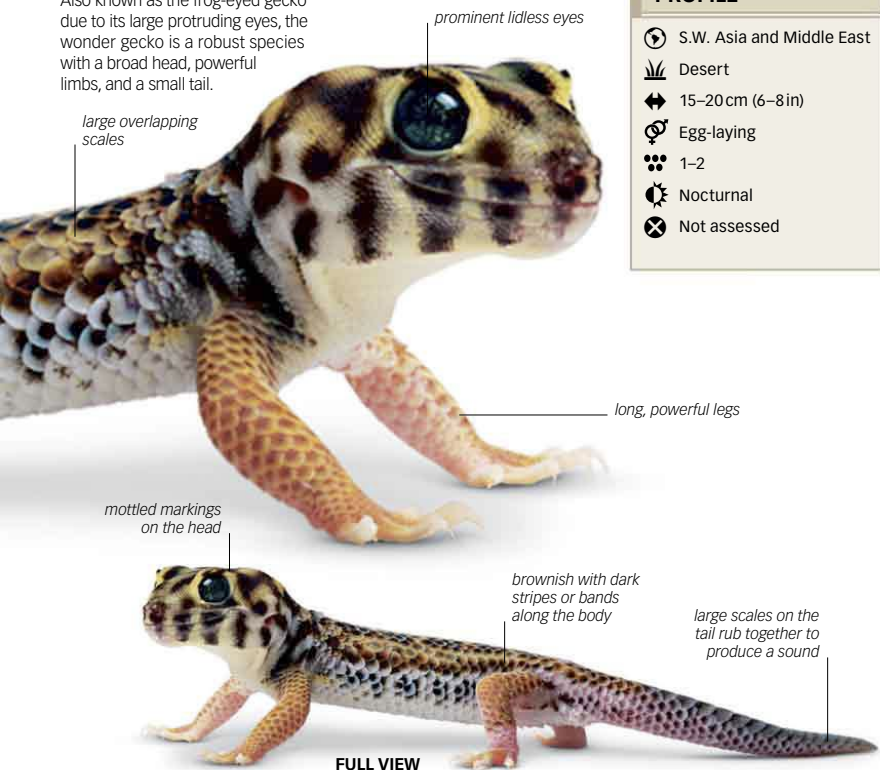 Also known as the frog-eyed gecko
due to its large protruding eyes, the
wonder gecko is a robust species
with a broad head, powerful
limbs, and a small tail.
prominent lidless eyes
PROFILE
S.W. Asia and Middle East
Desert
15–20 cm (6–8 in)
Egg-laying
1–2
Nocturnal
Not assessed
large overlapping
scales
long, powerful legs
mottled markings
on the head
brownish with dark
stripes or bands
along the body
large scales on the
tail rub together to
produce a sound
FULL VIEW